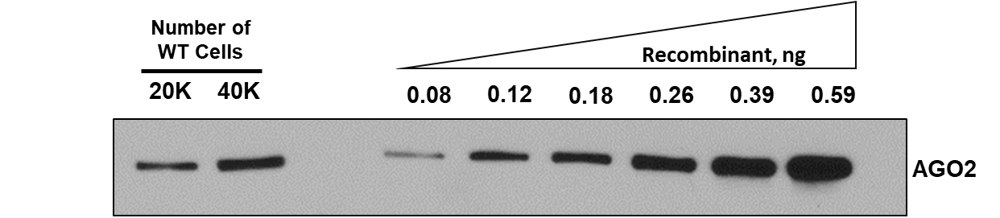 Number of
WT Cells
20K 40K
Recombinant, ng
0.08 0.12 0.18 0.26 0.39 0.59
AGO2